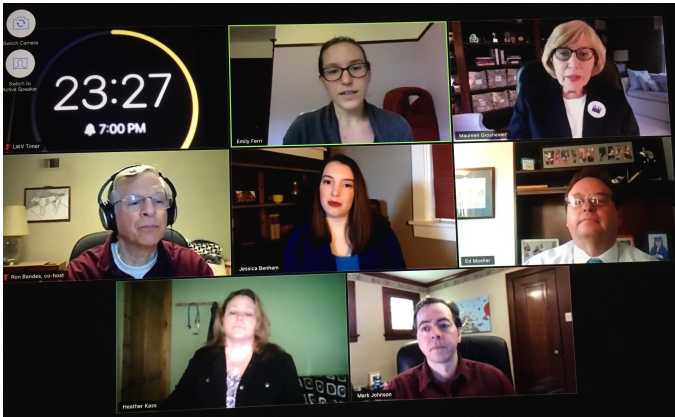 Switch Camera
Switch to
Active Speaker
23:27
7:00 PM
LWV Timer
Emily Ferri
Maureen Grosheider
Ron Bandes, co-host
Jessica Benham
Ed Moeller
Heather Kass
Mark Johnson